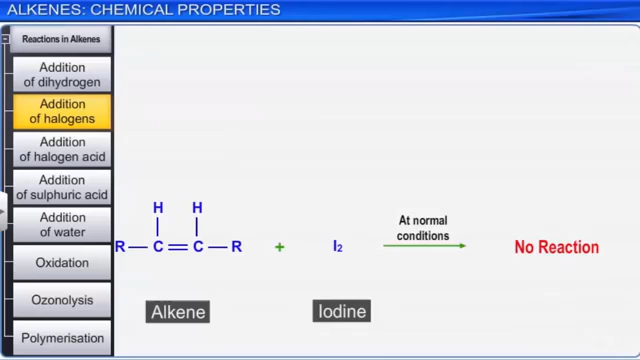 ALKENES: CHEMICAL PROPERTIES
Reactions in Alkenes
Addition
of dihydrogen
Addition
of halogens
Addition
of halogen acid
Addition
of sulphuric acid
Addition
of water
Oxidation
Ozonolysis
Polymerisation
H H
R C C R + I2
At normal
conditions
No Reaction
Alkene
Iodine